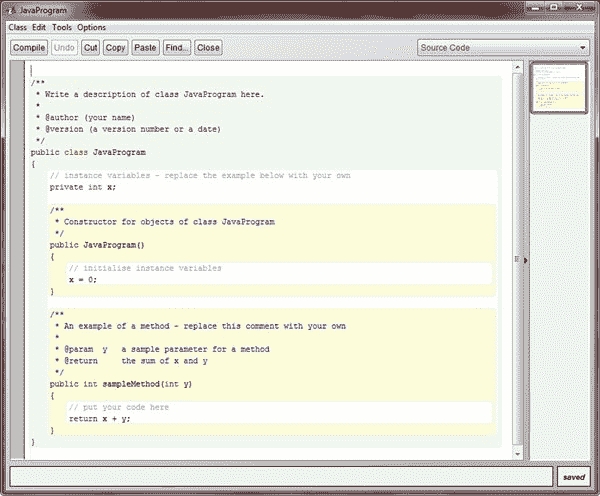 JavaProgram
Class Edit Tools Options
Compile Undo Cut Copy Paste Find... Close Source Code
/**
 * Write a description of class JavaProgram here.
 *
 * @author (your name)
 * @version (a version number or a date)
 */
public class JavaProgram
{
    // instance variables - replace the example below with your own
    private int x;

    /**
     * Constructor for objects of class JavaProgram
     */
    public JavaProgram()
    {
        // initialise instance variables
        x = 0;
    }

    /**
     * An example of a method - replace this comment with your own
     *
     * @param  y   a sample parameter for a method
     * @return     the sum of x and y
     */
    public int sampleMethod(int y)
    {
        // put your code here
        return x + y;
    }
}
saved